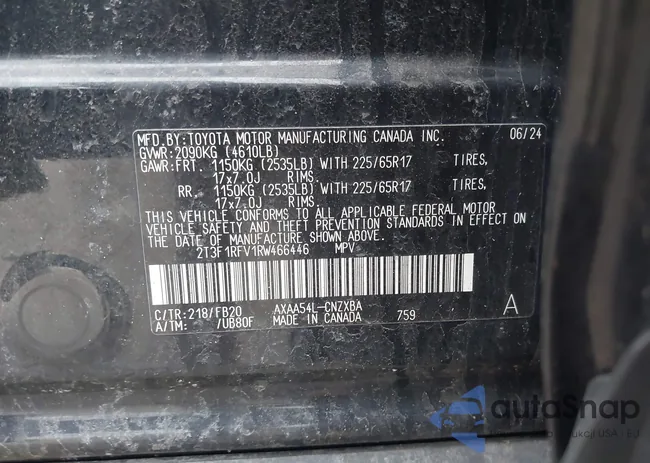 MFD.BY:TOYOTA MOTOR MANUFACTURING CANADA INC. 06/24
GVWR:2090KG (4610LB)
GAWR:FRT. 1150KG (2535LB) WITH 225/65R17 TIRES,
17x7.0J RIMS.
RR. 1150KG (2535LB) WITH 225/65R17 TIRES,
17x7.0J RIMS.
THIS VEHICLE CONFORMS TO ALL APPLICABLE FEDERAL MOTOR
VEHICLE SAFETY AND THEFT PREVENTION STANDARDS IN EFFECT ON
THE DATE OF MANUFACTURE SHOWN ABOVE.
2T3F1RFV1RW466446 MPV
C/TR:218/FB20 AXAA54L-CNZXBA A
A/TM: /UB80F MADE IN CANADA 759
autoSnap
USA - EU